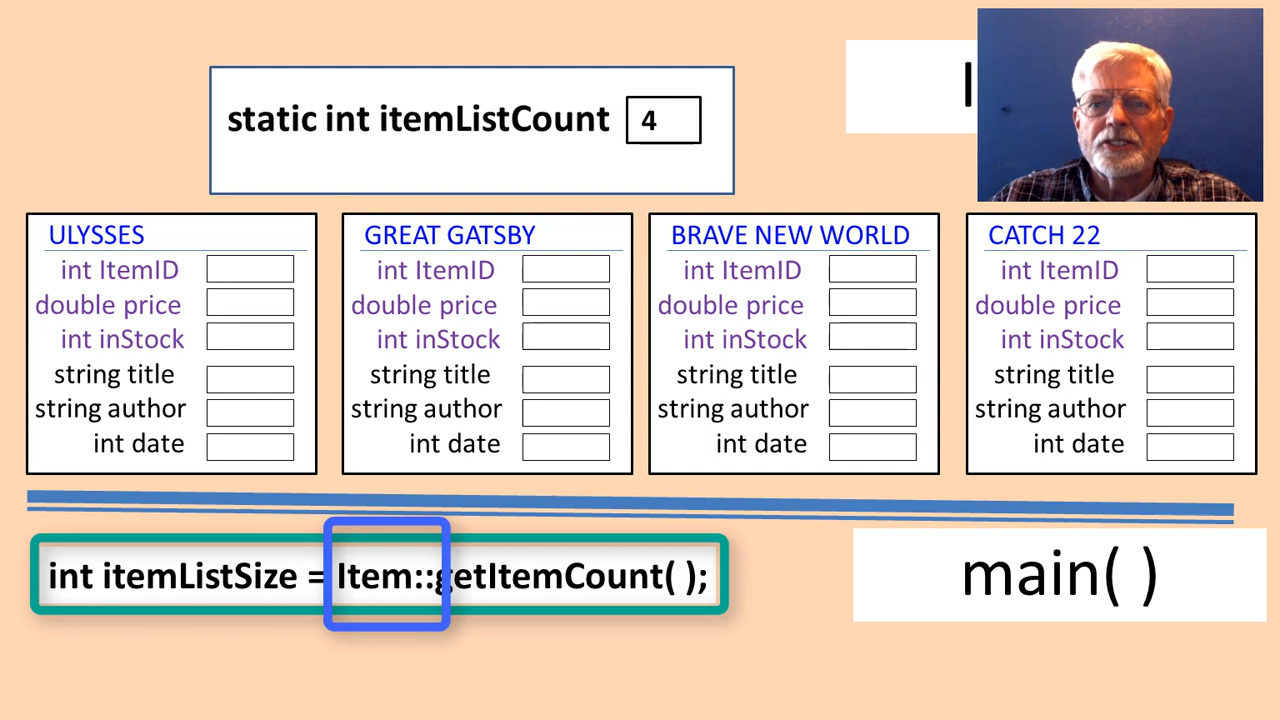 static int itemListCount 4
ULYSSES
int ItemID
double price
int inStock
string title
string author
int date
GREAT GATSBY
int ItemID
double price
int inStock
string title
string author
int date
BRAVE NEW WORLD
int ItemID
double price
int inStock
string title
string author
int date
CATCH 22
int ItemID
double price
int inStock
string title
string author
int date
int itemListSize = Item::getItemCount( );
main( )